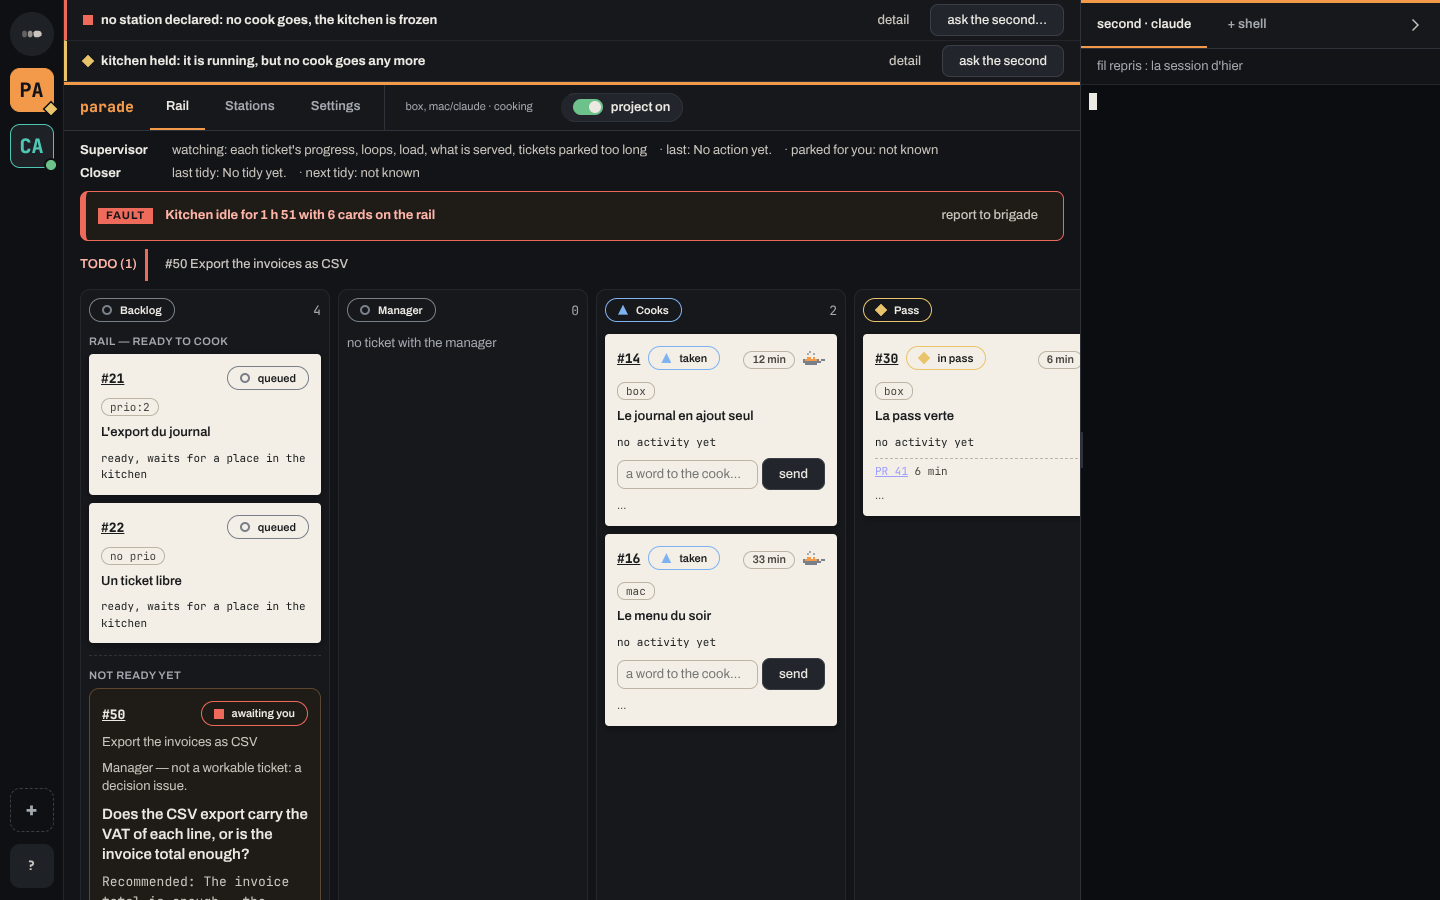 no station declared: no cook goes, the kitchen is frozen
detail
ask the second...
kitchen held: it is running, but no cook goes any more
detail
ask the second
PA
CA
+
?
parade
Rail
Stations
Settings
box, mac/claude · cooking
project on
Supervisor
watching: each ticket's progress, loops, load, what is served, tickets parked too long · last: No action yet. · parked for you: not known
Closer
last tidy: No tidy yet. · next tidy: not known
FAULT
Kitchen idle for 1 h 51 with 6 cards on the rail
report to brigade
TODO (1)
#50 Export the invoices as CSV
Backlog
4
RAIL — READY TO COOK
#21
queued
prio:2
L'export du journal
ready, waits for a place in the
kitchen
#22
queued
no prio
Un ticket libre
ready, waits for a place in the
kitchen
NOT READY YET
#50
awaiting you
Export the invoices as CSV
Manager — not a workable ticket: a
decision issue.
Does the CSV export carry the
VAT of each line, or is the
invoice total enough?
Recommended: The invoice
Manager
0
no ticket with the manager
Cooks
2
#14
taken
12 min
box
Le journal en ajout seul
no activity yet
a word to the cook...
send
...
#16
taken
33 min
mac
Le menu du soir
no activity yet
a word to the cook...
send
...
Pass
#30
in pass
6 min
box
La pass verte
no activity yet
PR 41 6 min
...
second · claude
+ shell
fil repris : la session d'hier